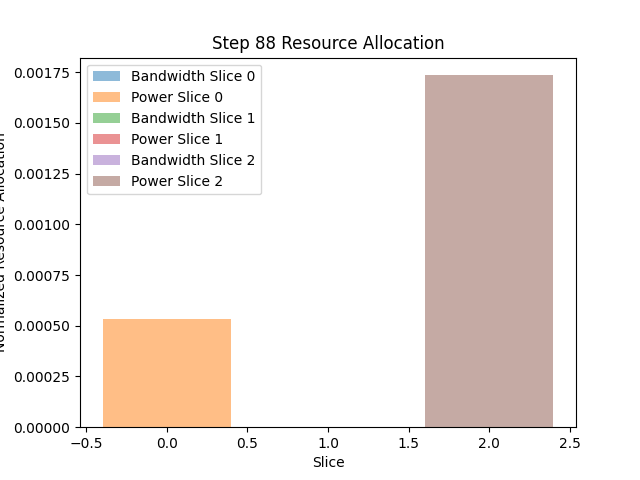 Step 88 Resource Allocation
Bandwidth Slice 0
Power Slice 0
Bandwidth Slice 1
Power Slice 1
Bandwidth Slice 2
Power Slice 2
Normalized Resource Allocation
0.00175
0.00150
0.00125
0.00100
0.00075
0.00050
0.00025
0.00000
−0.5 0.0 0.5 1.0 1.5 2.0 2.5
Slice